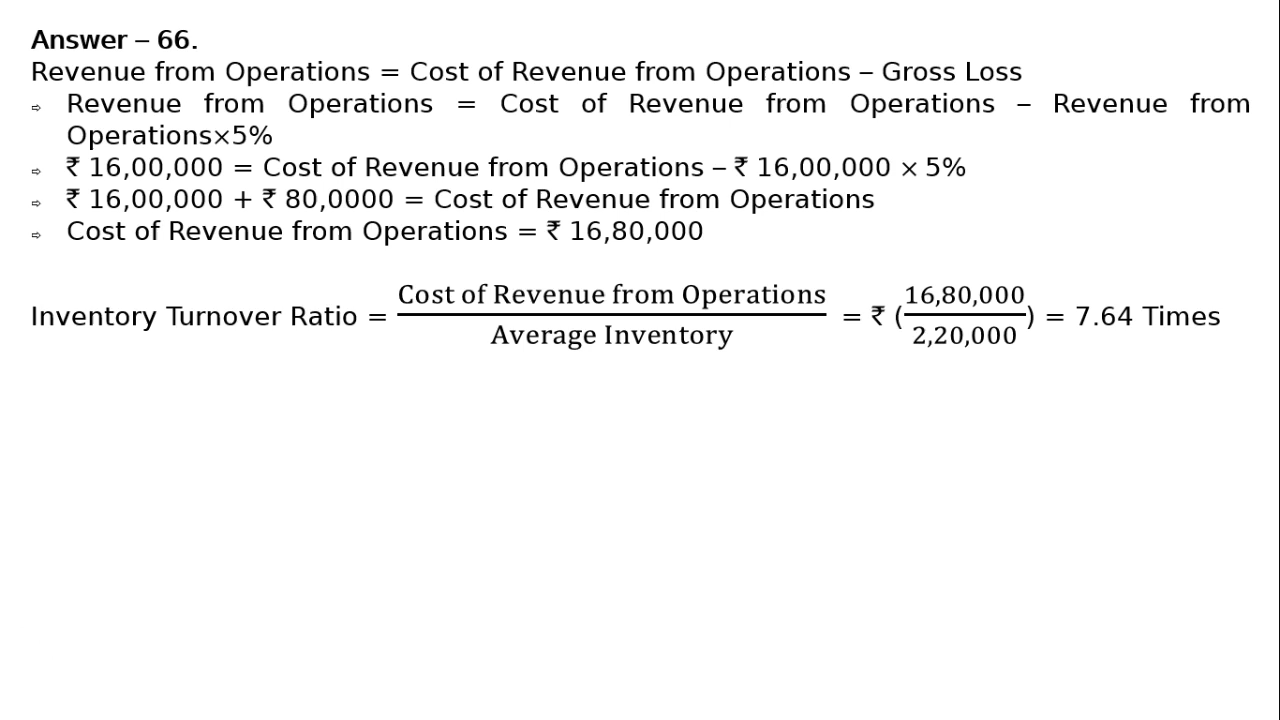 Answer – 66.
Revenue from Operations = Cost of Revenue from Operations – Gross Loss
⇨ Revenue from Operations = Cost of Revenue from Operations – Revenue from
Operations×5%
⇨ ₹ 16,00,000 = Cost of Revenue from Operations – ₹ 16,00,000 × 5%
⇨ ₹ 16,00,000 + ₹ 80,0000 = Cost of Revenue from Operations
⇨ Cost of Revenue from Operations = ₹ 16,80,000
Inventory Turnover Ratio = Cost of Revenue from Operations / Average Inventory = ₹ (16,80,000 / 2,20,000) = 7.64 Times